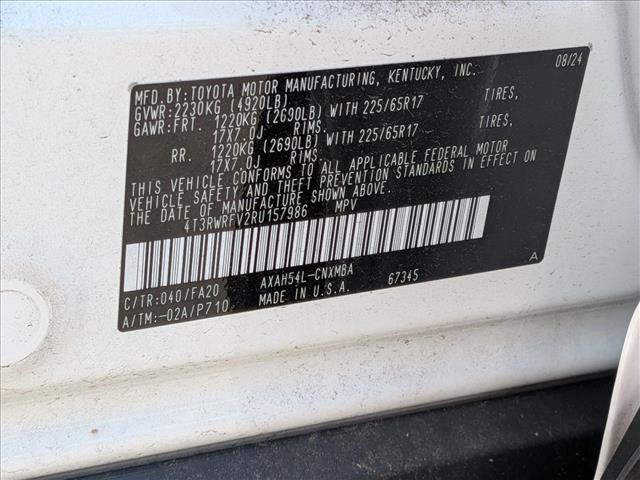 MFD.BY:TOYOTA MOTOR MANUFACTURING, KENTUCKY, INC. 08/24
GVWR:2230KG (4920LB)
GAWR:FRT. 1220KG (2690LB) WITH 225/65R17 TIRES,
17X7.0J RIMS.
RR. 1220KG (2690LB) WITH 225/65R17 TIRES,
17X7.0J RIMS.
THIS VEHICLE CONFORMS TO ALL APPLICABLE FEDERAL MOTOR
VEHICLE SAFETY AND THEFT PREVENTION STANDARDS IN EFFECT ON
THE DATE OF MANUFACTURE SHOWN ABOVE.
4T3RWRFV2RU157986 MPV
C/TR:040/FA20 AXAH54L-CNXMBA 67345 A
A/TM:-02A/P710 MADE IN U.S.A.